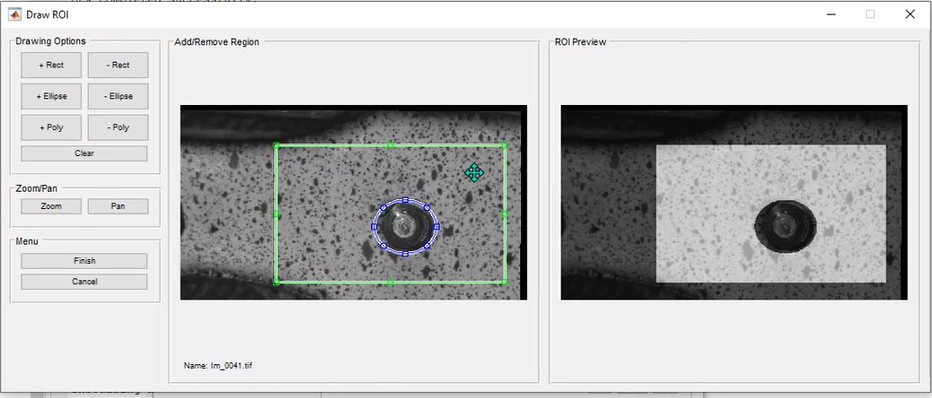 Draw ROI
Drawing Options
+ Rect
- Rect
+ Ellipse
- Ellipse
+ Poly
- Poly
Clear
Zoom/Pan
Zoom
Pan
Menu
Finish
Cancel
Add/Remove Region
Name: Im_0041.tif
ROI Preview